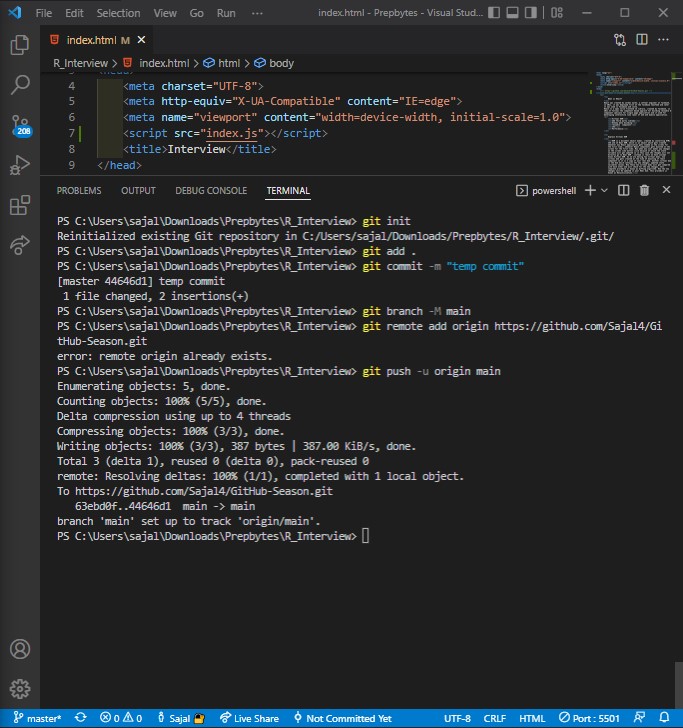 File Edit Selection View Go Run ··· index.html - Prepbytes - Visual Stud...
index.html M
R_Interview > index.html > html > body
4 <meta charset="UTF-8">
5 <meta http-equiv="X-UA-Compatible" content="IE=edge">
6 <meta name="viewport" content="width=device-width, initial-scale=1.0">
7 <script src="index.js"></script>
8 <title>Interview</title>
9 </head>
208
PROBLEMS OUTPUT DEBUG CONSOLE TERMINAL powershell
PS C:\Users\sajal\Downloads\Prepbytes\R_Interview> git init
Reinitialized existing Git repository in C:/Users/sajal/Downloads/Prepbytes/R_Interview/.git/
PS C:\Users\sajal\Downloads\Prepbytes\R_Interview> git add .
PS C:\Users\sajal\Downloads\Prepbytes\R_Interview> git commit -m "temp commit"
[master 44646d1] temp commit
1 file changed, 2 insertions(+)
PS C:\Users\sajal\Downloads\Prepbytes\R_Interview> git branch -M main
PS C:\Users\sajal\Downloads\Prepbytes\R_Interview> git remote add origin https://github.com/Sajal4/Gi
tHub-Season.git
error: remote origin already exists.
PS C:\Users\sajal\Downloads\Prepbytes\R_Interview> git push -u origin main
Enumerating objects: 5, done.
Counting objects: 100% (5/5), done.
Delta compression using up to 4 threads
Compressing objects: 100% (3/3), done.
Writing objects: 100% (3/3), 387 bytes | 387.00 KiB/s, done.
Total 3 (delta 1), reused 0 (delta 0), pack-reused 0
remote: Resolving deltas: 100% (1/1), completed with 1 local object.
To https://github.com/Sajal4/GitHub-Season.git
63ebd0f..44646d1 main -> main
branch 'main' set up to track 'origin/main'.
PS C:\Users\sajal\Downloads\Prepbytes\R_Interview>
master* 0 0 Sajal Live Share Not Committed Yet UTF-8 CRLF HTML Port : 5501